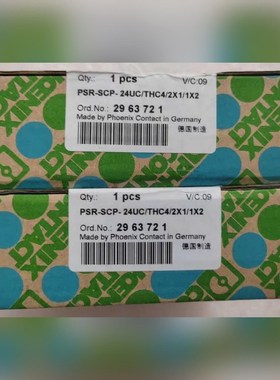 Qty.: 1 pcs V/C:09
PSR-SCP- 24UC/THC4/2X1/1X2
Ord.No.: 29 63 72 1
Made by Phoenix Contact in Germany
德国制造
Qty.: 1 pcs V/C:09
PSR-SCP- 24UC/THC4/2X1/1X2
Ord.No.: 29 63 72 1
Made by Phoenix Contact in Germany
德国制造